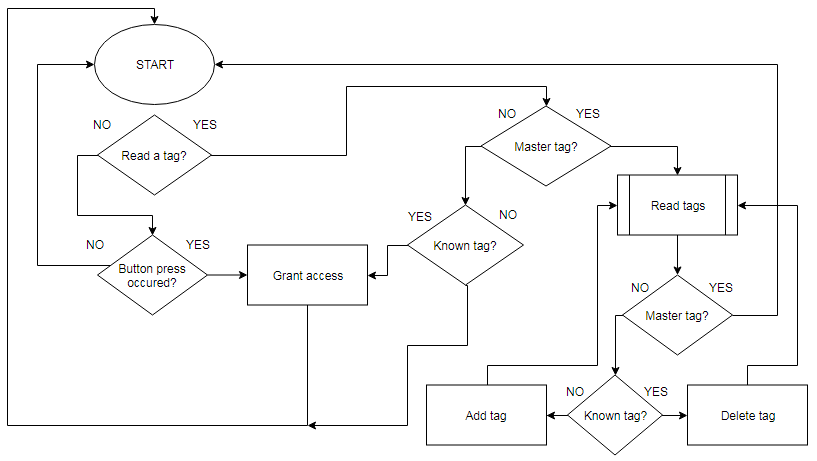 START
NO
YES
Read a tag?
NO
YES
Master tag?
Read tags
YES
NO
Known tag?
NO
YES
Button press
occured?
Grant access
NO
YES
Master tag?
NO
YES
Add tag
Known tag?
Delete tag